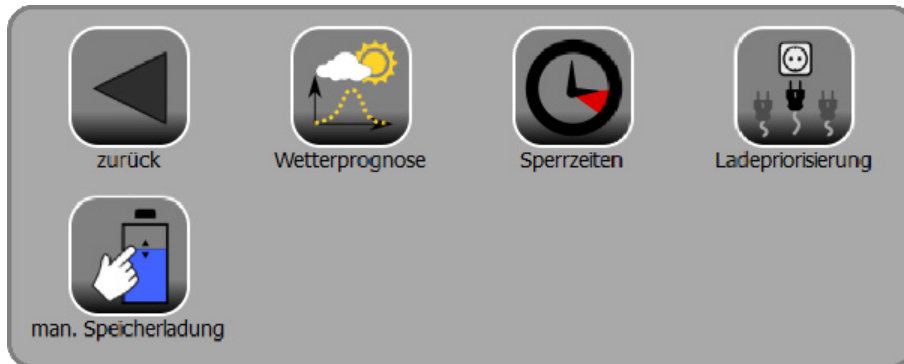 zurück
Wetterprognose
Sperrzeiten
Ladepriorisierung
man. Speicherladung